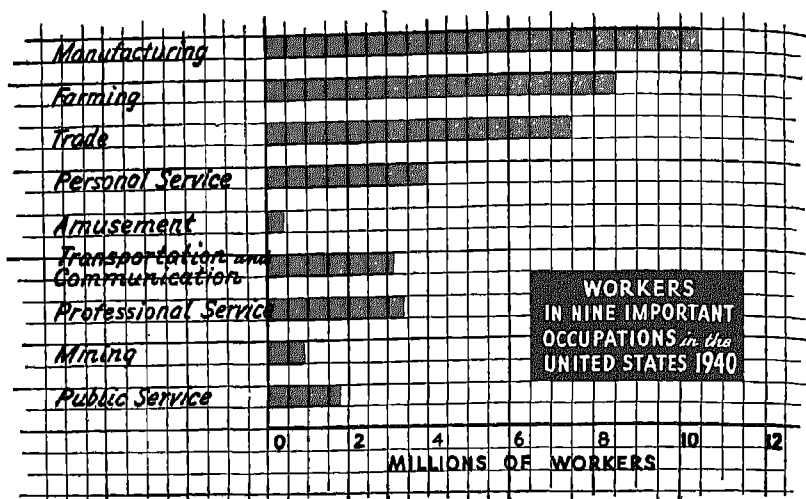 Manufacturing
Farming
Trade
Personal Service
Amusement
Transportation and
Communication
Professional Service
Mining
Public Service
WORKERS
IN NINE IMPORTANT
OCCUPATIONS in the
UNITED STATES 1940
0 2 4 6 8 10 12
MILLIONS OF WORKERS